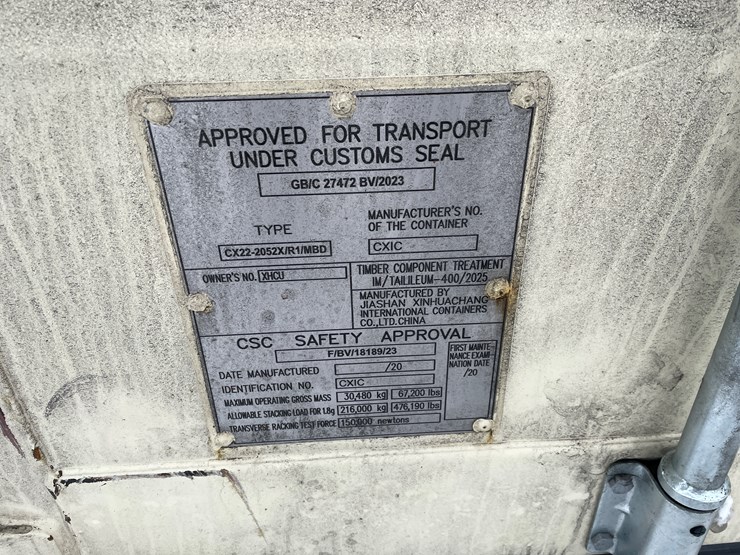 APPROVED FOR TRANSPORT
UNDER CUSTOMS SEAL
GB/C 27472 BV/2023
TYPE
CX22-2052X/R1/MBD
MANUFACTURER'S NO.
OF THE CONTAINER
CXIC
OWNER'S NO. XHCU
TIMBER COMPONENT TREATMENT
IM/TAILILEUM-400/2025
MANUFACTURED BY
JIASHAN XINHUACHANG
INTERNATIONAL CONTAINERS
CO.,LTD.CHINA
CSC SAFETY APPROVAL
F/BV/18189/23
DATE MANUFACTURED /20
IDENTIFICATION NO. CXIC
MAXIMUM OPERATING GROSS MASS 30,480 kg 67,200 lbs
ALLOWABLE STACKING LOAD FOR 1.8g 216,000 kg 476,190 lbs
TRANSVERSE RACKING TEST FORCE 150,000 newtons
FIRST MAINTE-
NANCE EXAMI
NATION DATE
/20